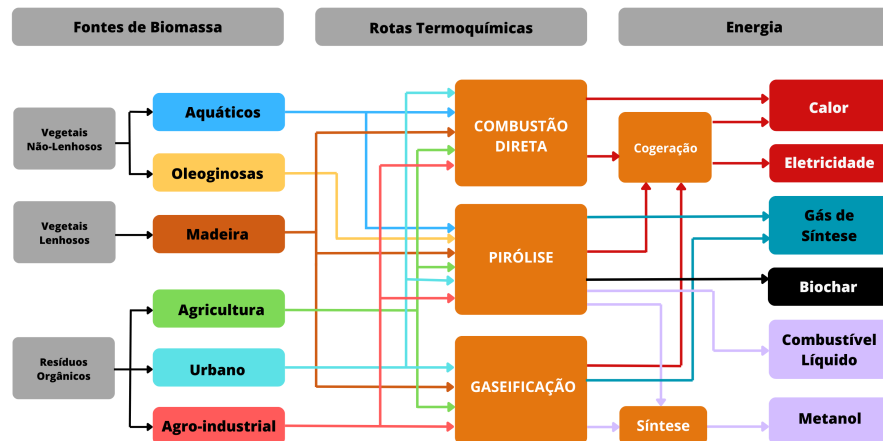 Fontes de Biomassa
Rotas Termoquímicas
Energia
Vegetais
Não-Lenhosos
Aquáticos
Oleoginosas
Vegetais
Lenhosos
Madeira
Resíduos
Orgânicos
Agricultura
Urbano
Agro-industrial
COMBUSTÃO
DIRETA
PIRÓLISE
GASEIFICAÇÃO
Cogeração
Síntese
Calor
Eletricidade
Gás de
Síntese
Biochar
Combustível
Líquido
Metanol